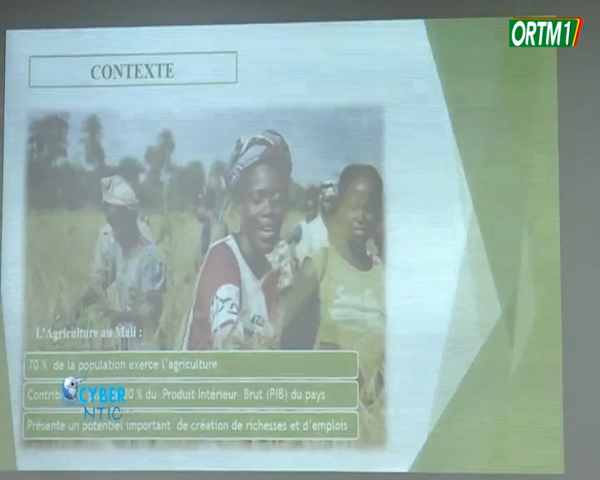 ORTM1
CONTEXTE
L'Agriculture au Mali :
70 % de la population exerce l'agriculture
CYBER
NTIC
Contrib 0 % du Produit Intérieur Brut (PIB) du pays
Présente un potentiel important de création de richesses et d'emplois